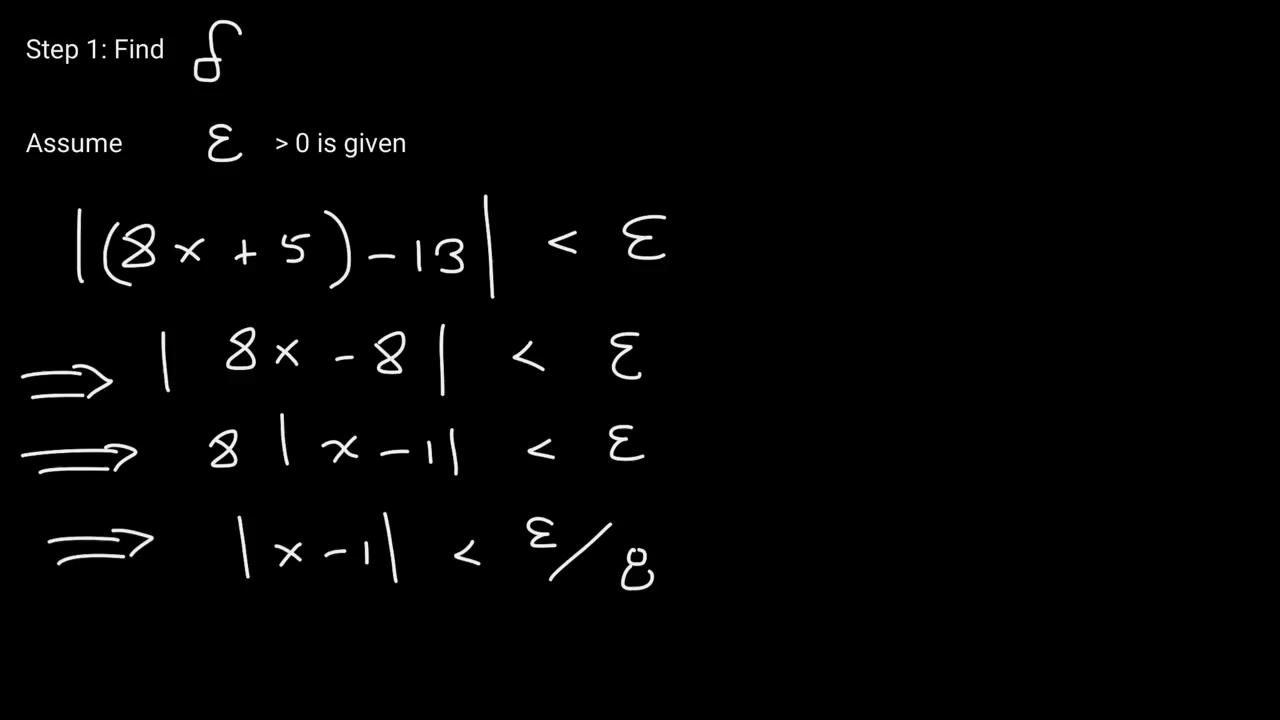 Step 1: Find δ
Assume ε > 0 is given
|(8x + 5) - 13| < ε
⟹ | 8x - 8| < ε
⟹ 8 | x - 1| < ε
⟹ |x - 1| < ε/8